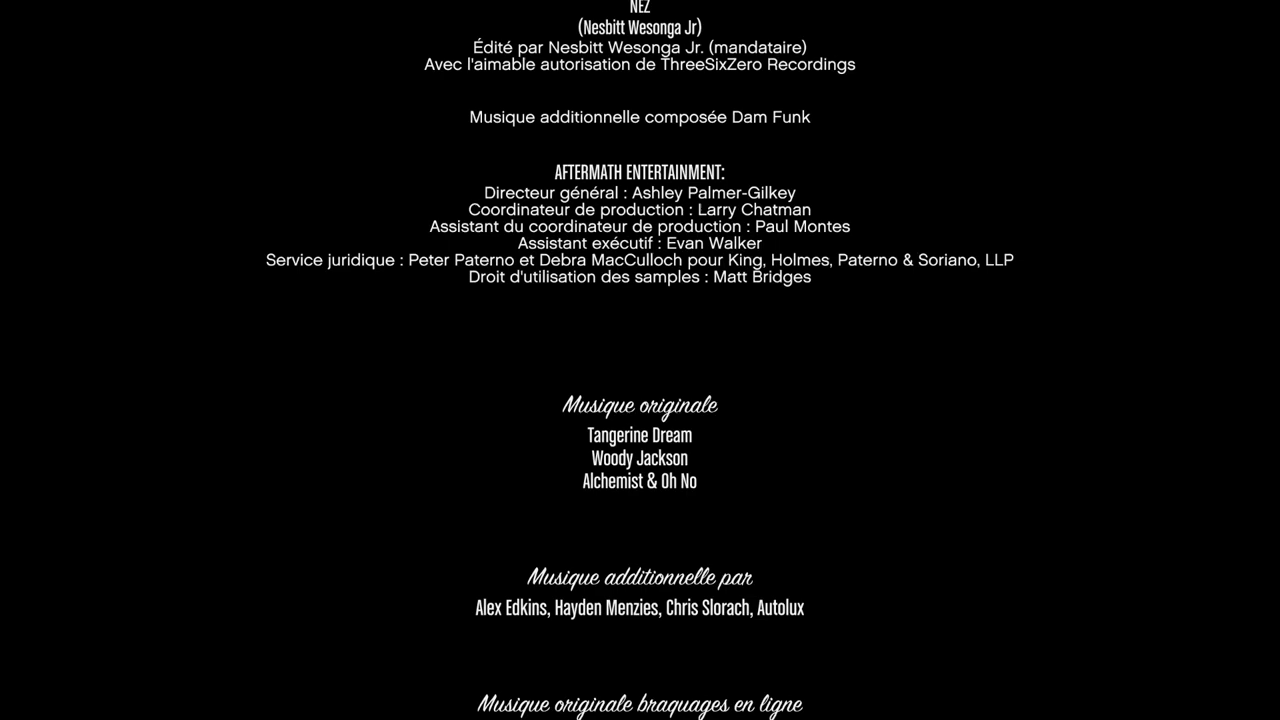 NEZ
(Nesbitt Wesonga Jr)
Édité par Nesbitt Wesonga Jr. (mandataire)
Avec l'aimable autorisation de ThreeSixZero Recordings
Musique additionnelle composée Dam Funk
AFTERMATH ENTERTAINMENT:
Directeur général : Ashley Palmer-Gilkey
Coordinateur de production : Larry Chatman
Assistant du coordinateur de production : Paul Montes
Assistant exécutif : Evan Walker
Service juridique : Peter Paterno et Debra MacCulloch pour King, Holmes, Paterno & Soriano, LLP
Droit d'utilisation des samples : Matt Bridges
Musique originale
Tangerine Dream
Woody Jackson
Alchemist & Oh No
Musique additionnelle par
Alex Edkins, Hayden Menzies, Chris Slorach, Autolux
Musique originale braquages en ligne